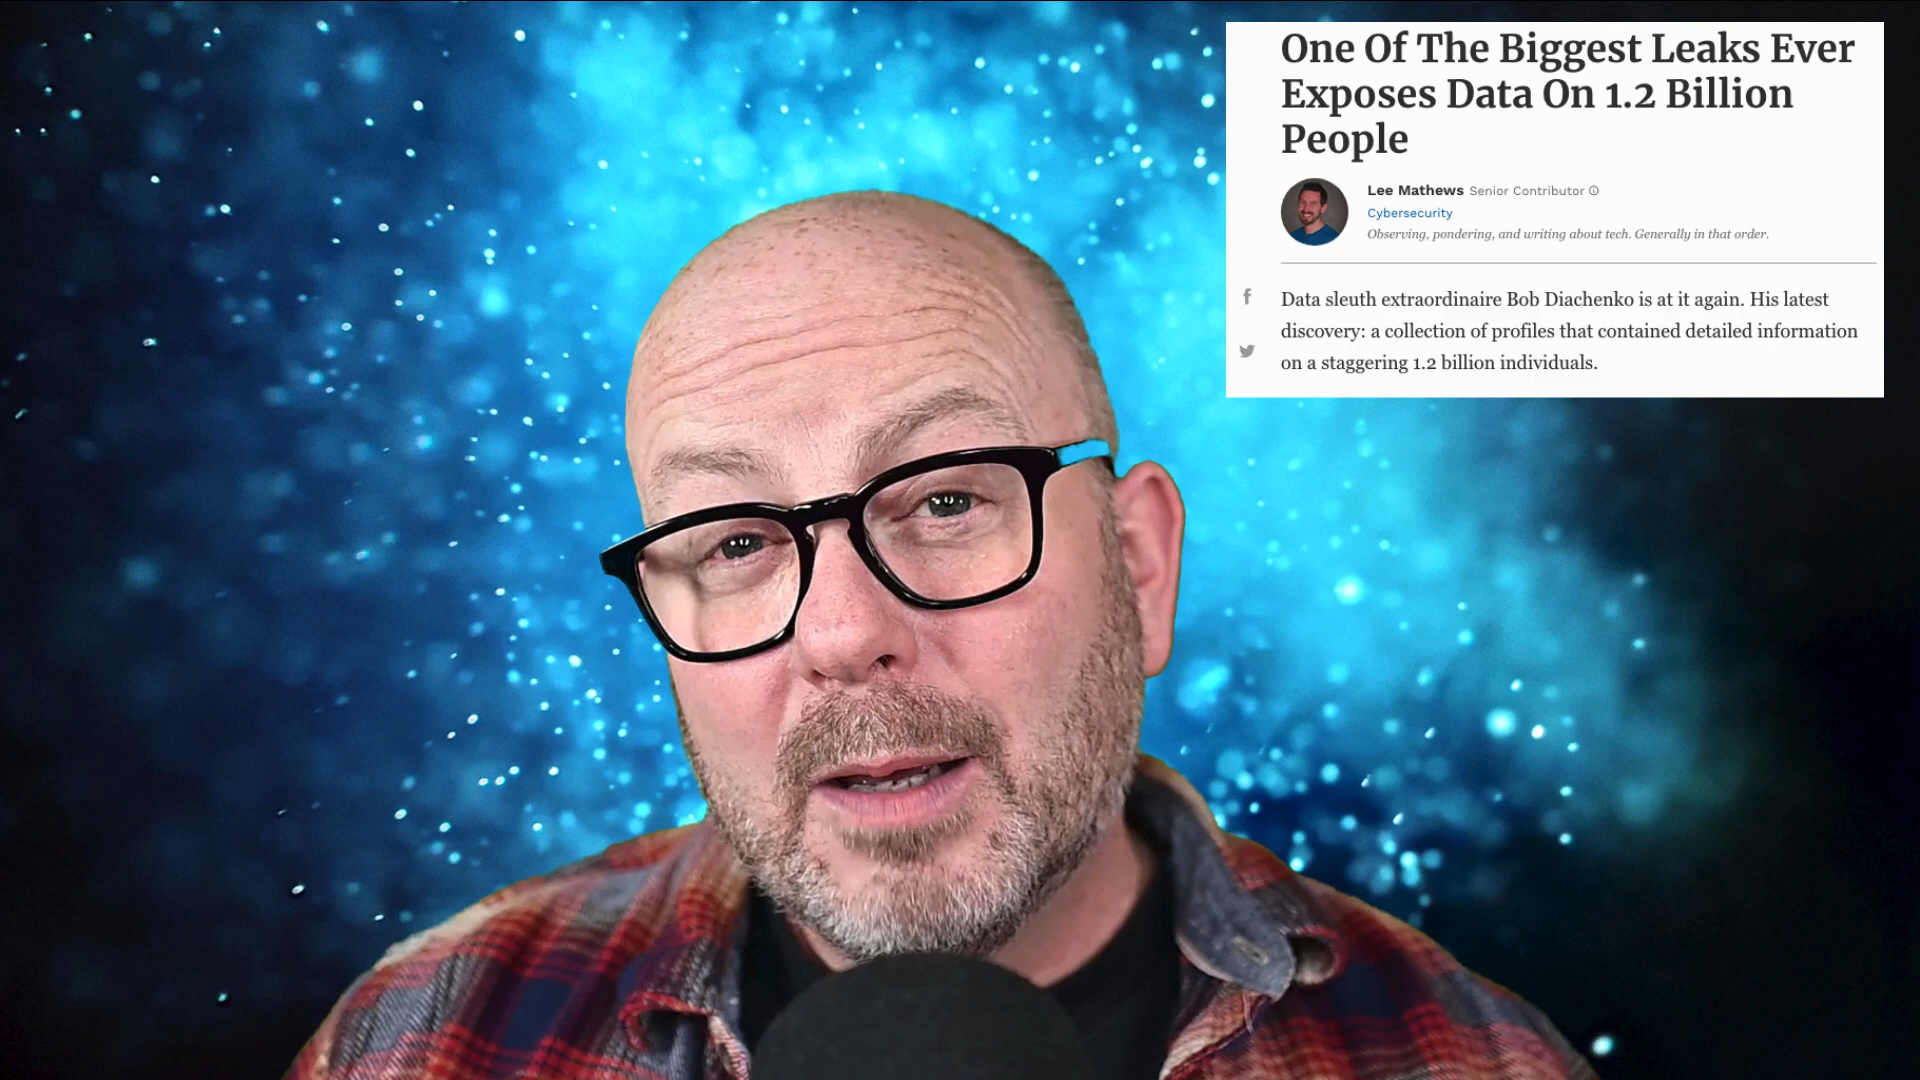 One Of The Biggest Leaks Ever
Exposes Data On 1.2 Billion
People
Lee Mathews Senior Contributor
Cybersecurity
Observing, pondering, and writing about tech. Generally in that order.
Data sleuth extraordinaire Bob Diachenko is at it again. His latest
discovery: a collection of profiles that contained detailed information
on a staggering 1.2 billion individuals.